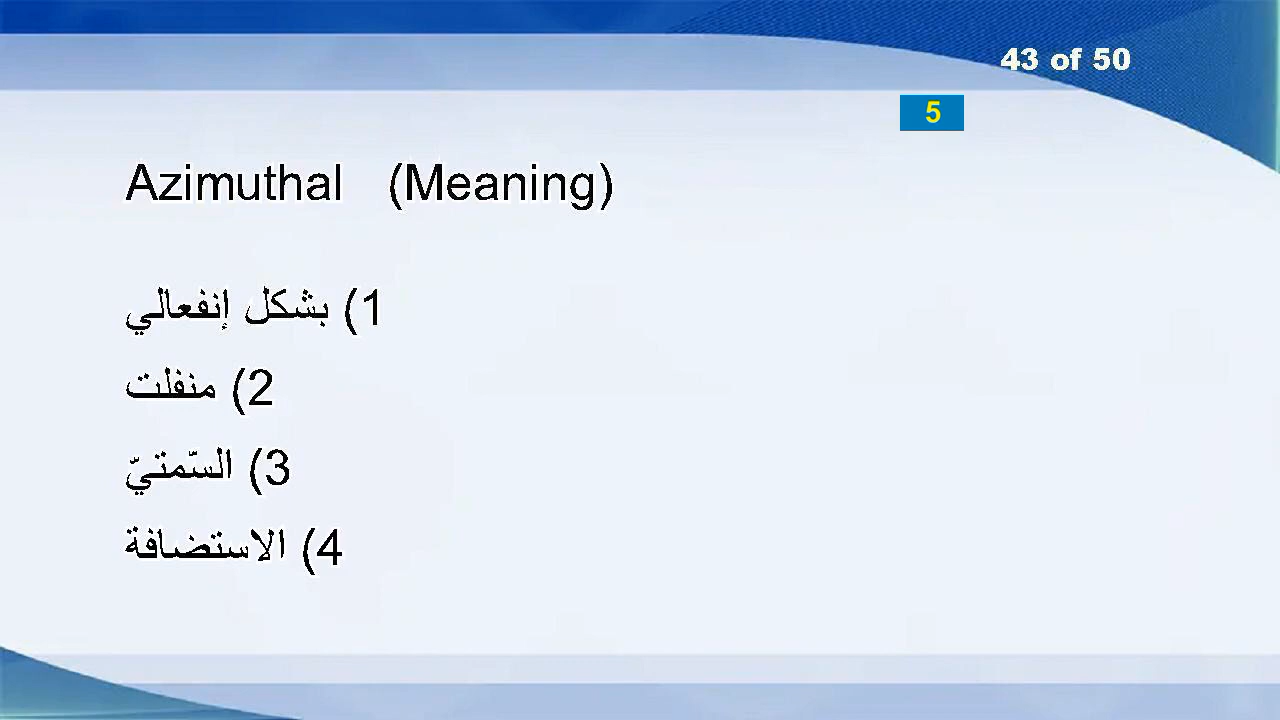 43 of 50
5
Azimuthal (Meaning)
1) بشكل إنفعالي
2) منفلت
3) السّمتيّ
4) الاستضافة